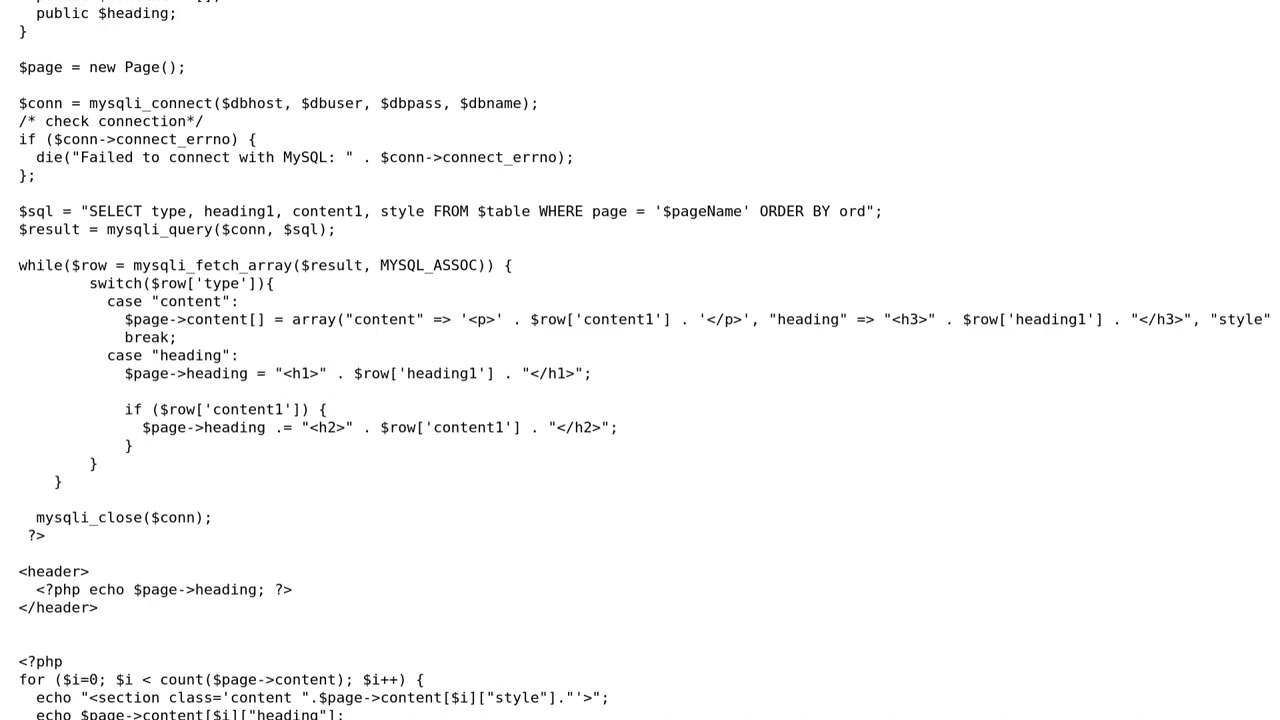 public $heading;
}
$page = new Page();
$conn = mysqli_connect($dbhost, $dbuser, $dbpass, $dbname);
/* check connection*/
if ($conn->connect_errno) {
die("Failed to connect with MySQL: " . $conn->connect_errno);
};
$sql = "SELECT type, heading1, content1, style FROM $table WHERE page = '$pageName' ORDER BY ord";
$result = mysqli_query($conn, $sql);
while($row = mysqli_fetch_array($result, MYSQL_ASSOC)) {
switch($row['type']){
case "content":
$page->content[] = array("content" => '<p>' . $row['content1'] . '</p>', "heading" => "<h3>" . $row['heading1'] . "</h3>", "style"
break;
case "heading":
$page->heading = "<h1>" . $row['heading1'] . "</h1>";
if ($row['content1']) {
$page->heading .= "<h2>" . $row['content1'] . "</h2>";
}
}
}
mysqli_close($conn);
?>
<header>
<?php echo $page->heading; ?>
</header>
<?php
for ($i=0; $i < count($page->content); $i++) {
echo "<section class='content ".$page->content[$i]["style"]."'>";
echo $page->content[$i]["heading"];